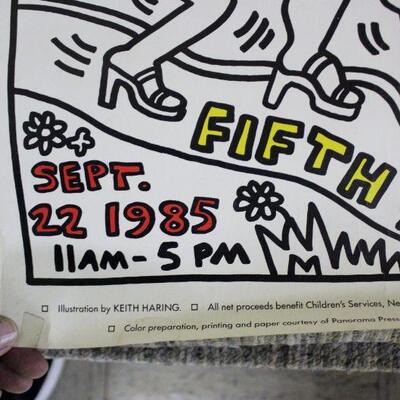 FIFTH
SEPT.
22 1985
11AM - 5 PM
□ Illustration by KEITH HARING. □ All net proceeds benefit Children's Services, Ne
□ Color preparation, printing and paper courtesy of Panorama Press